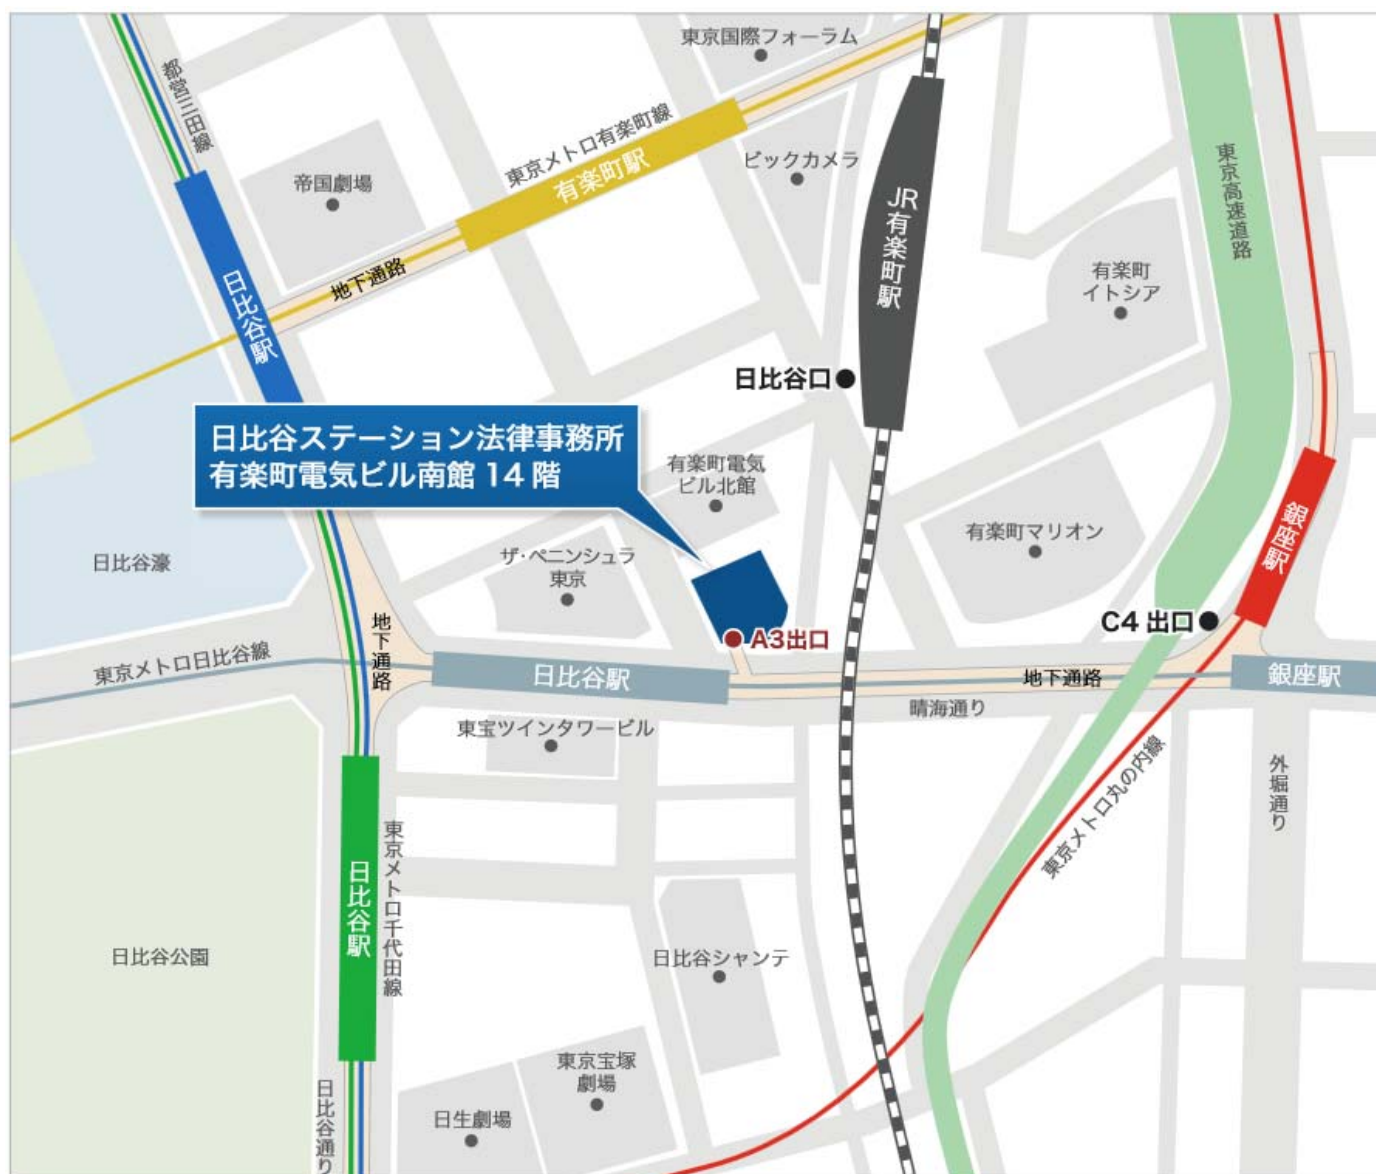 東京国際フォーラム
都営三田線
東京メトロ有楽町線
有楽町駅
ビックカメラ
帝国劇場
JR有楽町駅
東京高速道路
地下通路
日比谷駅
有楽町
イトシア
日比谷口
日比谷ステーション法律事務所
有楽町電気ビル南館 14 階
有楽町電気
ビル北館
有楽町マリオン
銀座駅
日比谷濠
ザ・ペニンシュラ
東京
地下通路
A3出口
C4 出口
東京メトロ日比谷線
日比谷駅
地下通路
銀座駅
晴海通り
東宝ツインタワービル
東京メトロ丸の内線
外堀通り
日比谷駅
東京メトロ千代田線
日比谷公園
日比谷シャンテ
東京宝塚
劇場
日生劇場
日比谷通り